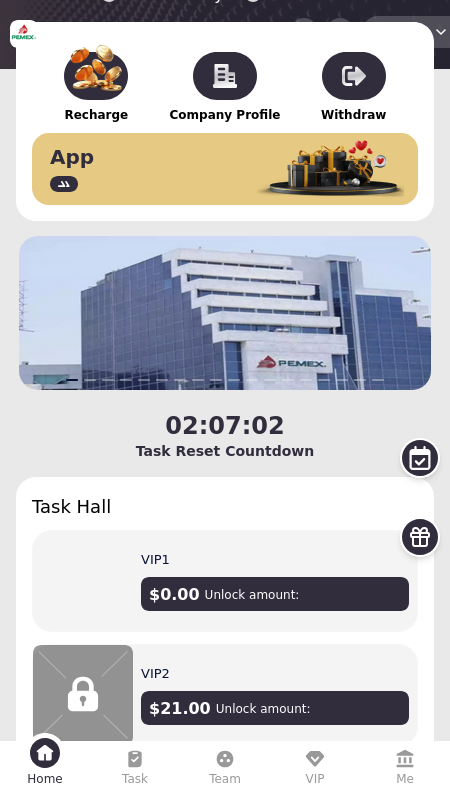 PEMEX
Recharge
Company Profile
Withdraw
App
PEMEX.
02:07:02
Task Reset Countdown
Task Hall
VIP1
$0.00 Unlock amount:
VIP2
$21.00 Unlock amount:
Home
Task
Team
VIP
Me